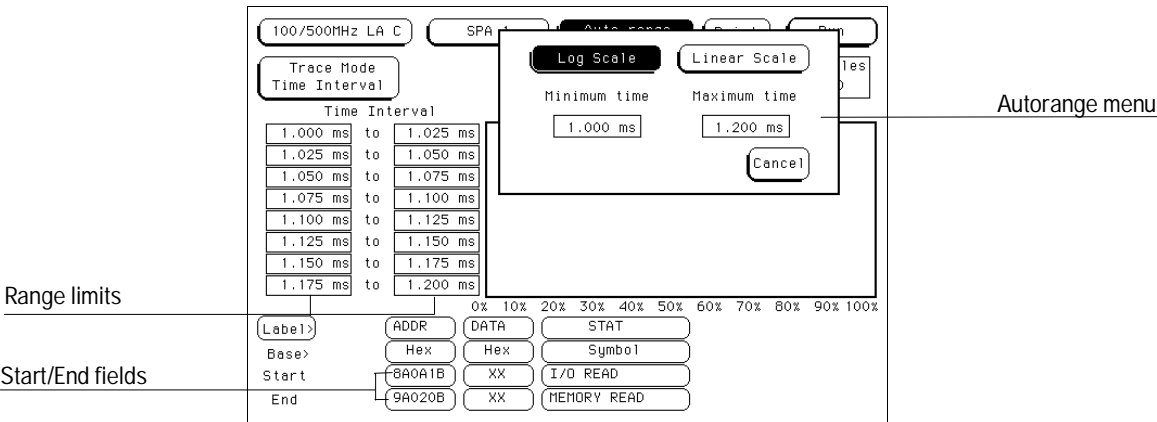 100/500MHz LA C
SPA
Auto range
Run
Trace Mode
Time Interval
les
Log Scale
Linear Scale
Minimum time
Maximum time
1.000 ms
1.200 ms
Cancel
Autorange menu
Time Interval
1.000 ms to 1.025 ms
1.025 ms to 1.050 ms
1.050 ms to 1.075 ms
1.075 ms to 1.100 ms
1.100 ms to 1.125 ms
1.125 ms to 1.150 ms
1.150 ms to 1.175 ms
1.175 ms to 1.200 ms
Range limits
0% 10% 20% 30% 40% 50% 60% 70% 80% 90% 100%
Label> ADDR DATA STAT
Base> Hex Hex Symbol
Start/End fields
Start 8A0A1B XX I/O READ
End 9A020B XX MEMORY READ